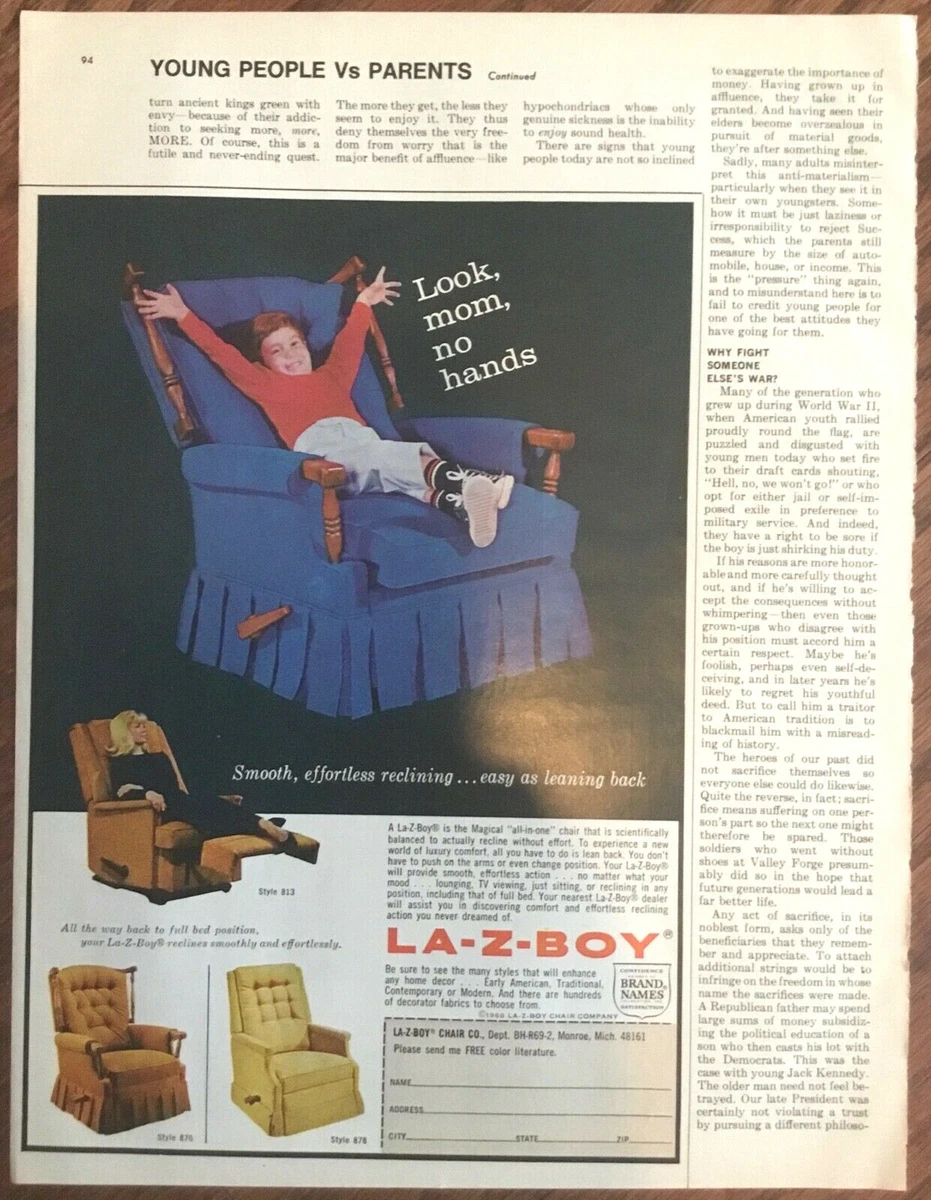 94
YOUNG PEOPLE Vs PARENTS Continued
turn ancient kings green with
envy—because of their addic-
tion to seeking more, more,
MORE. Of course, this is a
futile and never-ending quest.
The more they get, the less they
seem to enjoy it. They thus
deny themselves the very free-
dom from worry that is the
major benefit of affluence—like
hypochondriacs whose only
genuine sickness is the inability
to enjoy sound health.
There are signs that young
people today are not so inclined
to exaggerate the importance of
money. Having grown up in
affluence, they take it for
granted. And having seen their
elders become overzealous in
pursuit of material goods,
they're after something else.
Sadly, many adults misinter-
pret this anti-materialism—
particularly when they see it in
their own youngsters. Some-
how it must be just laziness or
irresponsibility to reject Suc-
cess, which the parents still
measure by the size of auto-
mobile, house, or income. This
is the "pressure" thing again,
and to misunderstand here is to
fail to credit young people for
one of the best attitudes they
have going for them.
WHY FIGHT
SOMEONE
ELSE'S WAR?
Many of the generation who
grew up during World War II,
when American youth rallied
proudly round the flag, are
puzzled and disgusted with
young men today who set fire
to their draft cards shouting,
"Hell, no, we won't go!" or who
opt for either jail or self-im-
posed exile in preference to
military service. And indeed,
they have a right to be sore if
the boy is just shirking his duty.
If his reasons are more honor-
able and more carefully thought
out, and if he's willing to ac-
cept the consequences without
whimpering—then even those
grown-ups who disagree with
his position must accord him a
certain respect. Maybe he's
foolish, perhaps even self-de-
ceiving, and in later years he's
likely to regret his youthful
deed. But to call him a traitor
to American tradition is to
blackmail him with a misread-
ing of history.
The heroes of our past did
not sacrifice themselves so
everyone else could do likewise.
Quite the reverse, in fact; sacri-
fice means suffering on one per-
son's part so the next one might
therefore be spared. Those
soldiers who went without
shoes at Valley Forge presum-
ably did so in the hope that
future generations would lead a
far better life.
Any act of sacrifice, in its
noblest form, asks only of the
beneficiaries that they remem-
ber and appreciate. To attach
additional strings would be to
infringe on the freedom in whose
name the sacrifices were made.
A Republican father may spend
large sums of money subsidiz-
ing the political education of a
son who then casts his lot with
the Democrats. This was the
case with young Jack Kennedy.
The older man need not feel be-
trayed. Our late President was
certainly not violating a trust
by pursuing a different philoso-
Look,
mom,
no
hands
Smooth, effortless reclining...easy as leaning back
Style 813
All the way back to full bed position,
your La-Z-Boy® reclines smoothly and effortlessly.
Style 870
Style 878
A La-Z-Boy® is the Magical "all-in-one" chair that is scientifically
balanced to actually recline without effort. To experience a new
world of luxury comfort, all you have to do is lean back. You don't
have to push on the arms or even change position. Your La-Z-Boy®
will provide smooth, effortless action . . . no matter what your
mood . . . lounging, TV viewing, just sitting, or reclining in any
position, including that of full bed. Your nearest La-Z-Boy® dealer
will assist you in discovering comfort and effortless reclining
action you never dreamed of.
LA-Z-BOY®
Be sure to see the many styles that will enhance
any home decor . . . Early American, Traditional,
Contemporary or Modern. And there are hundreds
of decorator fabrics to choose from.
CONFIDENCE
BRAND
NAMES
SATISFACTION
LA-Z-BOY CHAIR COMPANY
LA-Z-BOY® CHAIR CO., Dept. BH-R69-2, Monroe, Mich. 48161
Please send me FREE color literature.
NAME
ADDRESS
CITY STATE ZIP